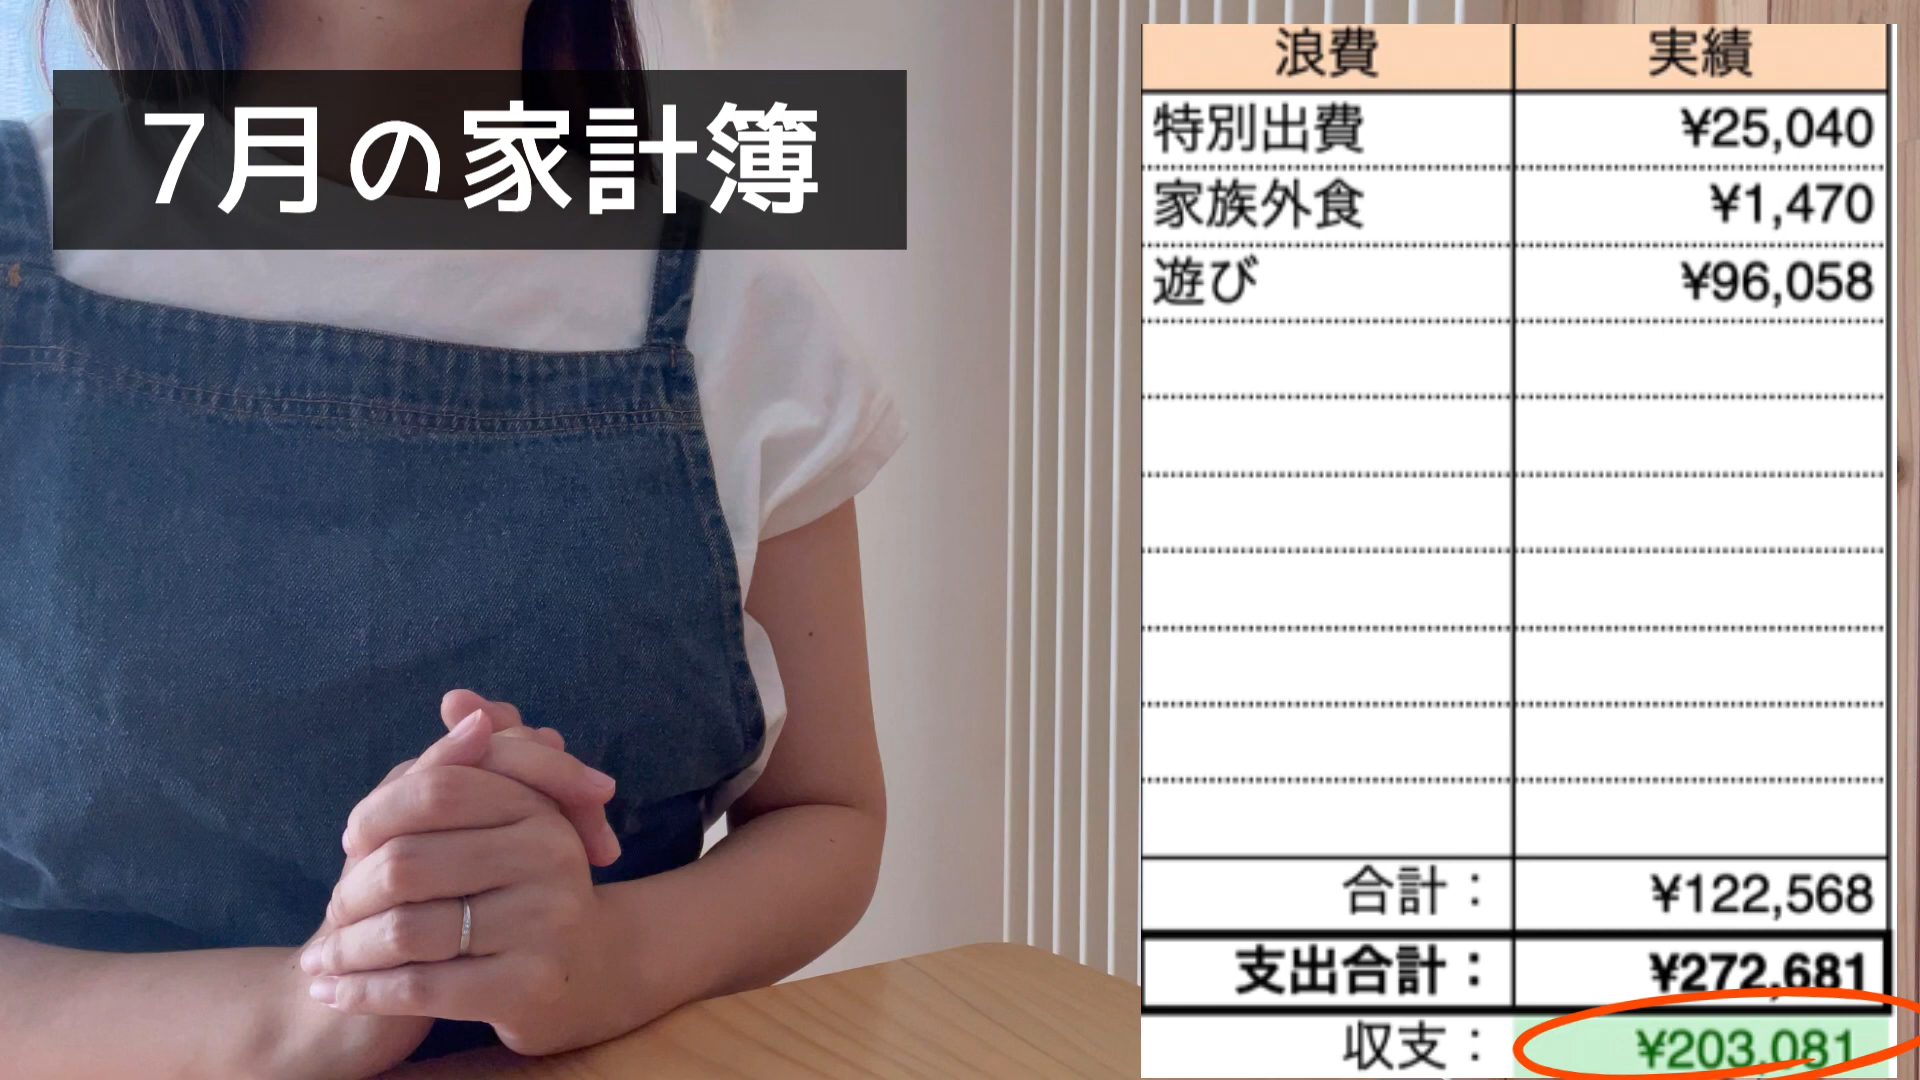 7月の家計簿
浪費 実績
特別出費 ¥25,040
家族外食 ¥1,470
遊び ¥96,058
合計： ¥122,568
支出合計： ¥272,681
収支： ¥203,081